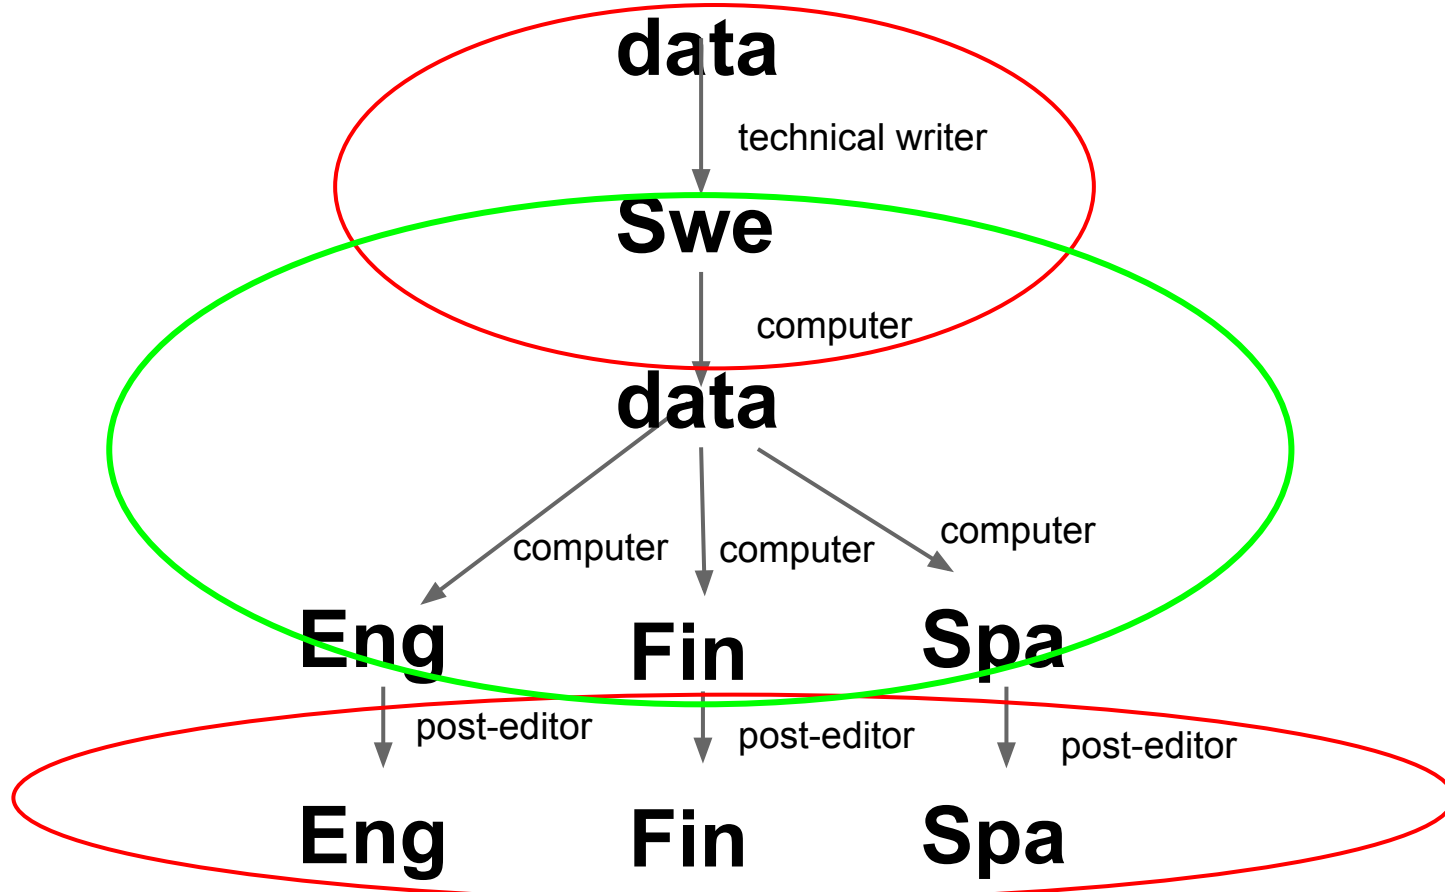 data
technical writer
Swe
computer
data
computer computer computer
Eng Fin Spa
post-editor post-editor post-editor
Eng Fin Spa